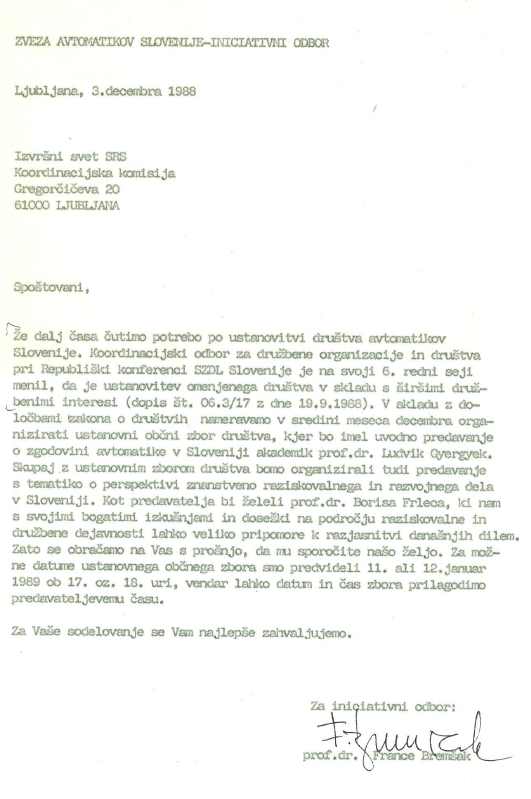 ZVEZA AVTOMATIKOV SLOVENIJE-INICIATIVNI ODBOR
Ljubljana, 3.decembra 1988
Izvršni svet SRS
Koordinacijska komisija
Gregorčičeva 20
61000 LJUBLJANA
Spoštovani,
Že dalj časa čutimo potrebo po ustanovitvi društva avtomatikov
Slovenije. Koordinacijski odbor za družbene organizacije in društva
pri Republiški konferenci SZDL Slovenije je na svoji 6. redni seji
menil, da je ustanovitev omenjenega društva v skladu s širšimi druž-
benimi interesi (dopis št. 06.3/17 z dne 19.9.1988). V skladu z do-
ločbami zakona o društvih nameravamo v sredini meseca decembra orga-
nizirati ustanovni občni zbor društva, kjer bo imel uvodno predavanje
o zgodovini avtomatike v Sloveniji akademik prof.dr. Ludvik Gyergyek.
Skupaj z ustanovnim zborom društva bomo organizirali tudi predavanje
s tematiko o perspektivi znanstveno raziskovalnega in razvojnega dela
v Sloveniji. Kot predavatelja bi želeli prof.dr. Borisa Frleca, ki nam
s svojimi bogatimi izkušnjami in dosežki na področju raziskovalne in
družbene dejavnosti lahko veliko pripomore k razjasnitvi današnjih dilem.
Zato se obračamo na Vas s prošnjo, da mu sporočite našo željo. Za mož-
ne datume ustanovnega občnega zbora smo predvideli 11. ali 12.januar
1989 ob 17. oz. 18. uri, vendar lahko datum in čas zbora prilagodimo
predavateljevemu času.
Za Vaše sodelovanje se Vam najlepše zahvaljujemo.
Za iniciativni odbor:
prof.dr. France Bremšak